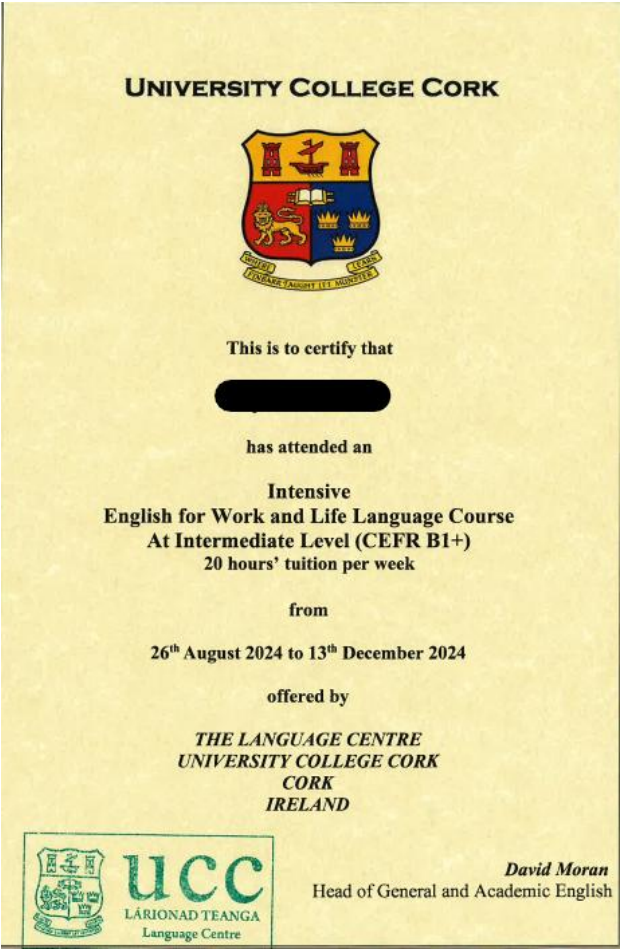 UNIVERSITY COLLEGE CORK
WHERE
LEARN
FINBARR TAUGHT LET MUNSTER
This is to certify that
has attended an
Intensive
English for Work and Life Language Course
At Intermediate Level (CEFR B1+)
20 hours’ tuition per week
from
26th August 2024 to 13th December 2024
offered by
THE LANGUAGE CENTRE
UNIVERSITY COLLEGE CORK
CORK
IRELAND
ucc
LÁRIONAD TEANGA
Language Centre
David Moran
Head of General and Academic English